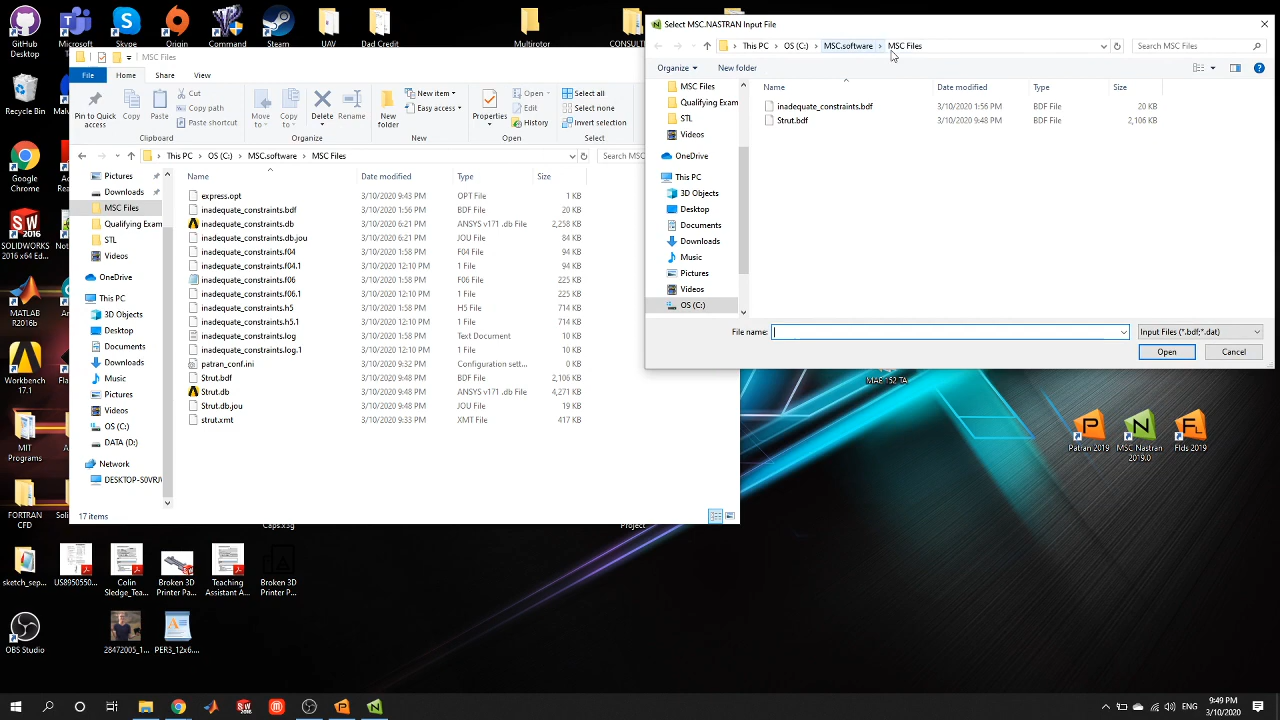 GitHub
Desktop
Microsoft
Teams
Skype
Origin
Command
Steam
UAV
Dad Credit
Multirotor
CONSULT
Recycle Bin
Google
Chrome
SOLIDWORKS
2016 x64 Ed...
MATLAB
R2016b
Workbench
17.1
MIT
Programs
FORTRAN
CFD
sketch_sep...
US8950550...
Colin
Sledge_Tea...
Broken 3D
Printer Pa...
Teaching
Assistant A...
Broken 3D
Printer P...
OBS Studio
28472005_1...
PER3_12x6....
MSC Files
File
Home
Share
View
Pin to Quick
access
Copy
Paste
Cut
Copy path
Paste shortcut
Clipboard
Move
to
Copy
to
Delete
Rename
Organize
New
folder
New item
Easy access
New
Properties
Open
Edit
History
Open
Select all
Select none
Invert selection
Select
This PC
OS (C:)
MSC.software
MSC Files
Search MSC
Name
Date modified
Type
Size
Pictures
Downloads
MSC Files
Qualifying Exam
STL
Videos
OneDrive
This PC
3D Objects
Desktop
Documents
Downloads
Music
Pictures
Videos
OS (C:)
DATA (D:)
Network
DESKTOP-S0VRJV
express.opt 3/10/2020 9:43 PM OPT File 1 KB
inadequate_constraints.bdf 3/10/2020 1:56 PM BDF File 20 KB
inadequate_constraints.db 3/10/2020 6:21 PM ANSYS v171 .db File 2,258 KB
inadequate_constraints.db.jou 3/10/2020 6:21 PM JOU File 84 KB
inadequate_constraints.f04 3/10/2020 1:58 PM F04 File 94 KB
inadequate_constraints.f04.1 3/10/2020 12:10 PM 1 File 94 KB
inadequate_constraints.f06 3/10/2020 1:58 PM F06 File 225 KB
inadequate_constraints.f06.1 3/10/2020 12:10 PM 1 File 225 KB
inadequate_constraints.h5 3/10/2020 1:58 PM H5 File 714 KB
inadequate_constraints.h5.1 3/10/2020 12:10 PM 1 File 714 KB
inadequate_constraints.log 3/10/2020 1:58 PM Text Document 10 KB
inadequate_constraints.log.1 3/10/2020 12:10 PM 1 File 10 KB
patran_conf.ini 3/10/2020 9:32 PM Configuration sett... 0 KB
Strut.bdf 3/10/2020 9:48 PM BDF File 2,106 KB
Strut.db 3/10/2020 9:48 PM ANSYS v171 .db File 4,271 KB
Strut.db.jou 3/10/2020 9:48 PM JOU File 19 KB
strut.xmt 3/10/2020 9:33 PM XMT File 417 KB
17 items
Caps.x3g
Project
Select MSC.NASTRAN Input File
This PC
OS (C:)
MSC.software
MSC Files
Search MSC Files
Organize
New folder
Name
Date modified
Type
Size
MSC Files
Qualifying Exam
STL
Videos
OneDrive
This PC
3D Objects
Desktop
Documents
Downloads
Music
Pictures
Videos
OS (C:)
inadequate_constraints.bdf 3/10/2020 1:56 PM BDF File 20 KB
Strut.bdf 3/10/2020 9:48 PM BDF File 2,106 KB
File name:
Input Files (*.bdf;*.dat)
Open
Cancel
MAE 152 TA
Patran 2019
MSC Nastran
2019.0
Flds 2019
ENG
9:49 PM
3/10/2020